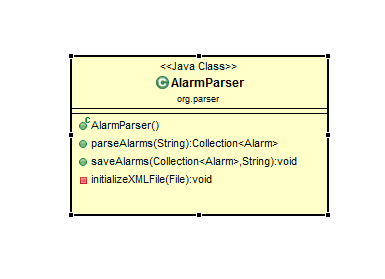 <<Java Class>>
AlarmParser
org.parser
AlarmParser()
parseAlarms(String):Collection<Alarm>
saveAlarms(Collection<Alarm>,String):void
initializeXMLFile(File):void